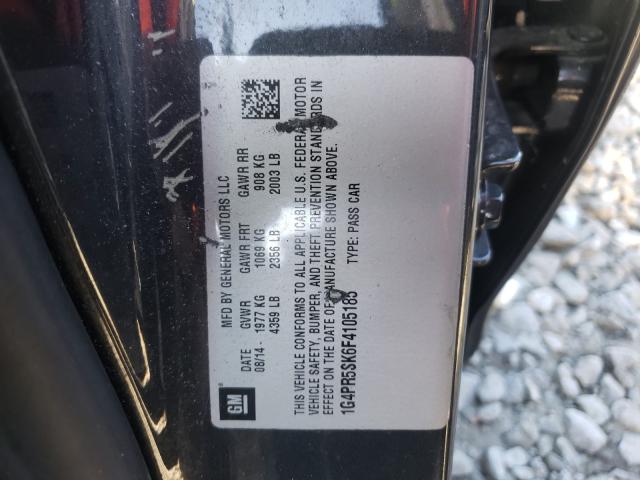 MFD BY GENERAL MOTORS LLC
DATE GVWR GAWR FRT GAWR RR
08/14 - 1977 KG 1069 KG 908 KG
4359 LB 2356 LB 2003 LB
THIS VEHICLE CONFORMS TO ALL APPLICABLE U.S. FEDERAL MOTOR
VEHICLE SAFETY, BUMPER, AND THEFT PREVENTION STANDARDS IN
EFFECT ON THE DATE OF MANUFACTURE SHOWN ABOVE.
TYPE: PASS CAR
1G4PR5SK6F4105185
GM